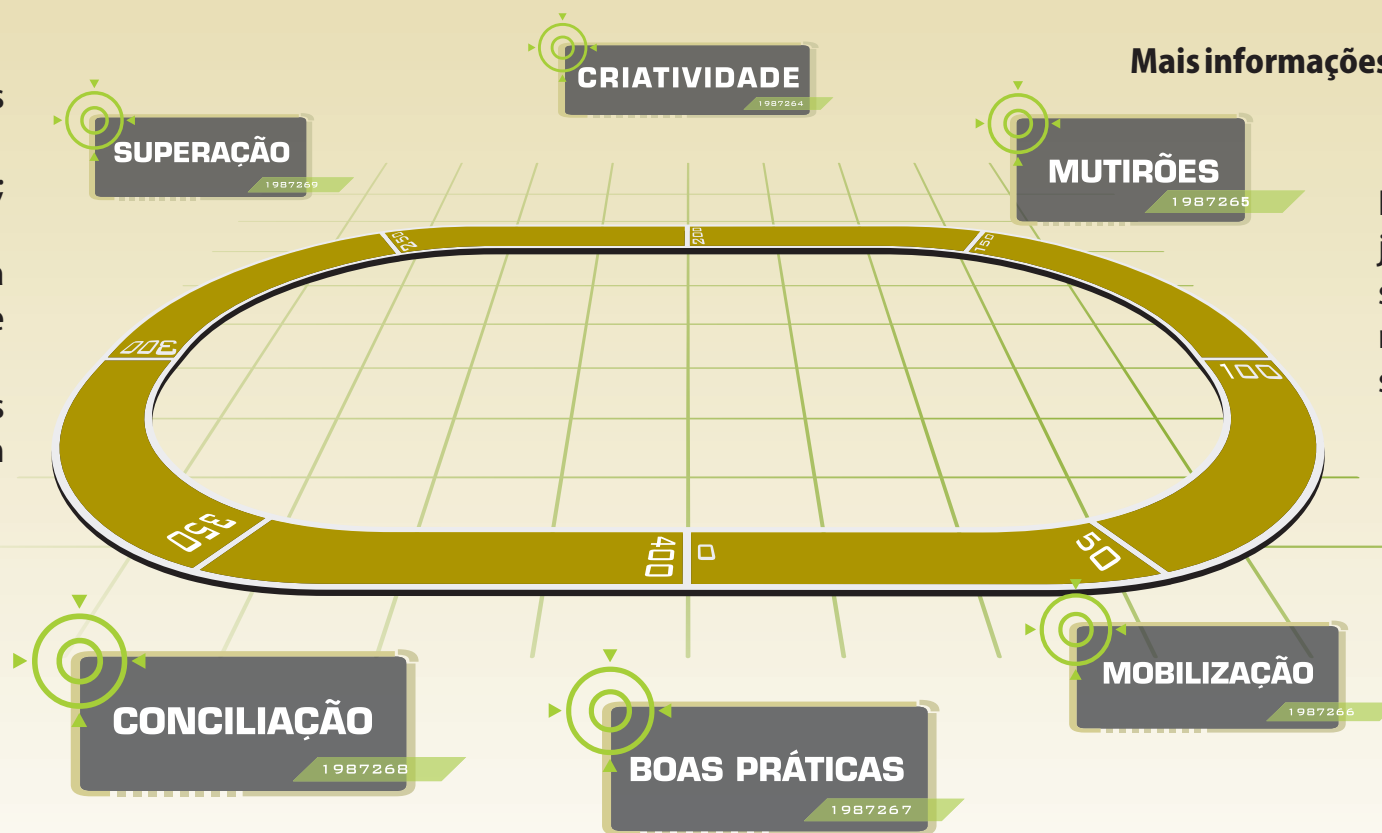 CRIATIVIDADE
1987264
Mais informações
SUPERAÇÃO
1987269
MUTIRÕES
1987265
250
200
150
300
100
350
400
0
50
CONCILIAÇÃO
1987268
BOAS PRÁTICAS
1987267
MOBILIZAÇÃO
1987266